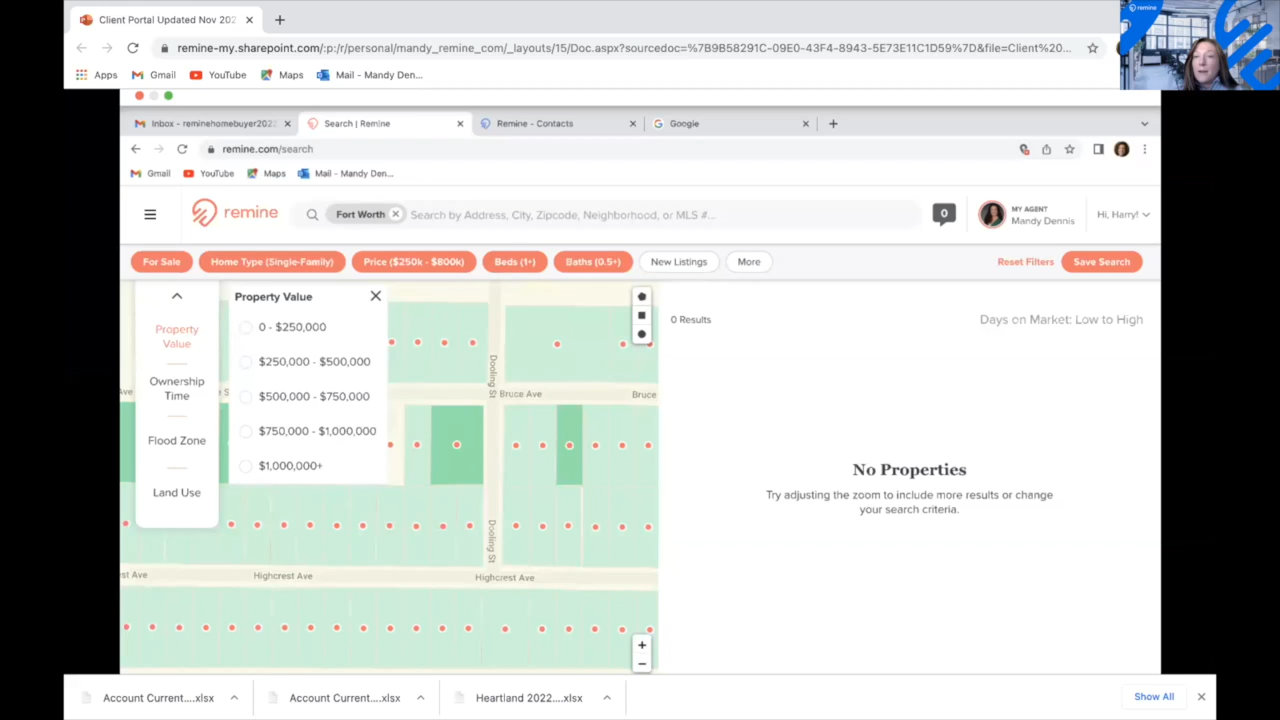 Client Portal Updated Nov 202
remine
remine-my.sharepoint.com/:p:/r/personal/mandy_remine_com/_layouts/15/Doc.aspx?sourcedoc=%7B9B58291C-09E0-43F4-8943-5E73E11C1D59%7D&file=Client%20...
Apps Gmail YouTube Maps Mail - Mandy Den...
Inbox - reminehomebuyer202 Search | Remine Remine - Contacts Google
remine.com/search
Gmail YouTube Maps Mail - Mandy Den...
remine Fort Worth Search by Address, City, Zipcode, Neighborhood, or MLS #... 0 MY AGENT
Mandy Dennis Hi, Harry!
For Sale Home Type (Single-Family) Price ($250k - $800k) Beds (1+) Baths (0.5+) New Listings More Reset Filters Save Search
Property Value
0 - $250,000
$250,000 - $500,000
$500,000 - $750,000
$750,000 - $1,000,000
$1,000,000+
Property
Value
Ownership
Time
Flood Zone
Land Use
0 Results Days on Market: Low to High
Dooling St
Ave Bruce Ave Bruce
No Properties
Try adjusting the zoom to include more results or change
your search criteria.
Dooling St
st Ave Highcrest Ave Highcrest Ave
+
−
Account Current....xlsx Account Current....xlsx Heartland 2022....xlsx Show All